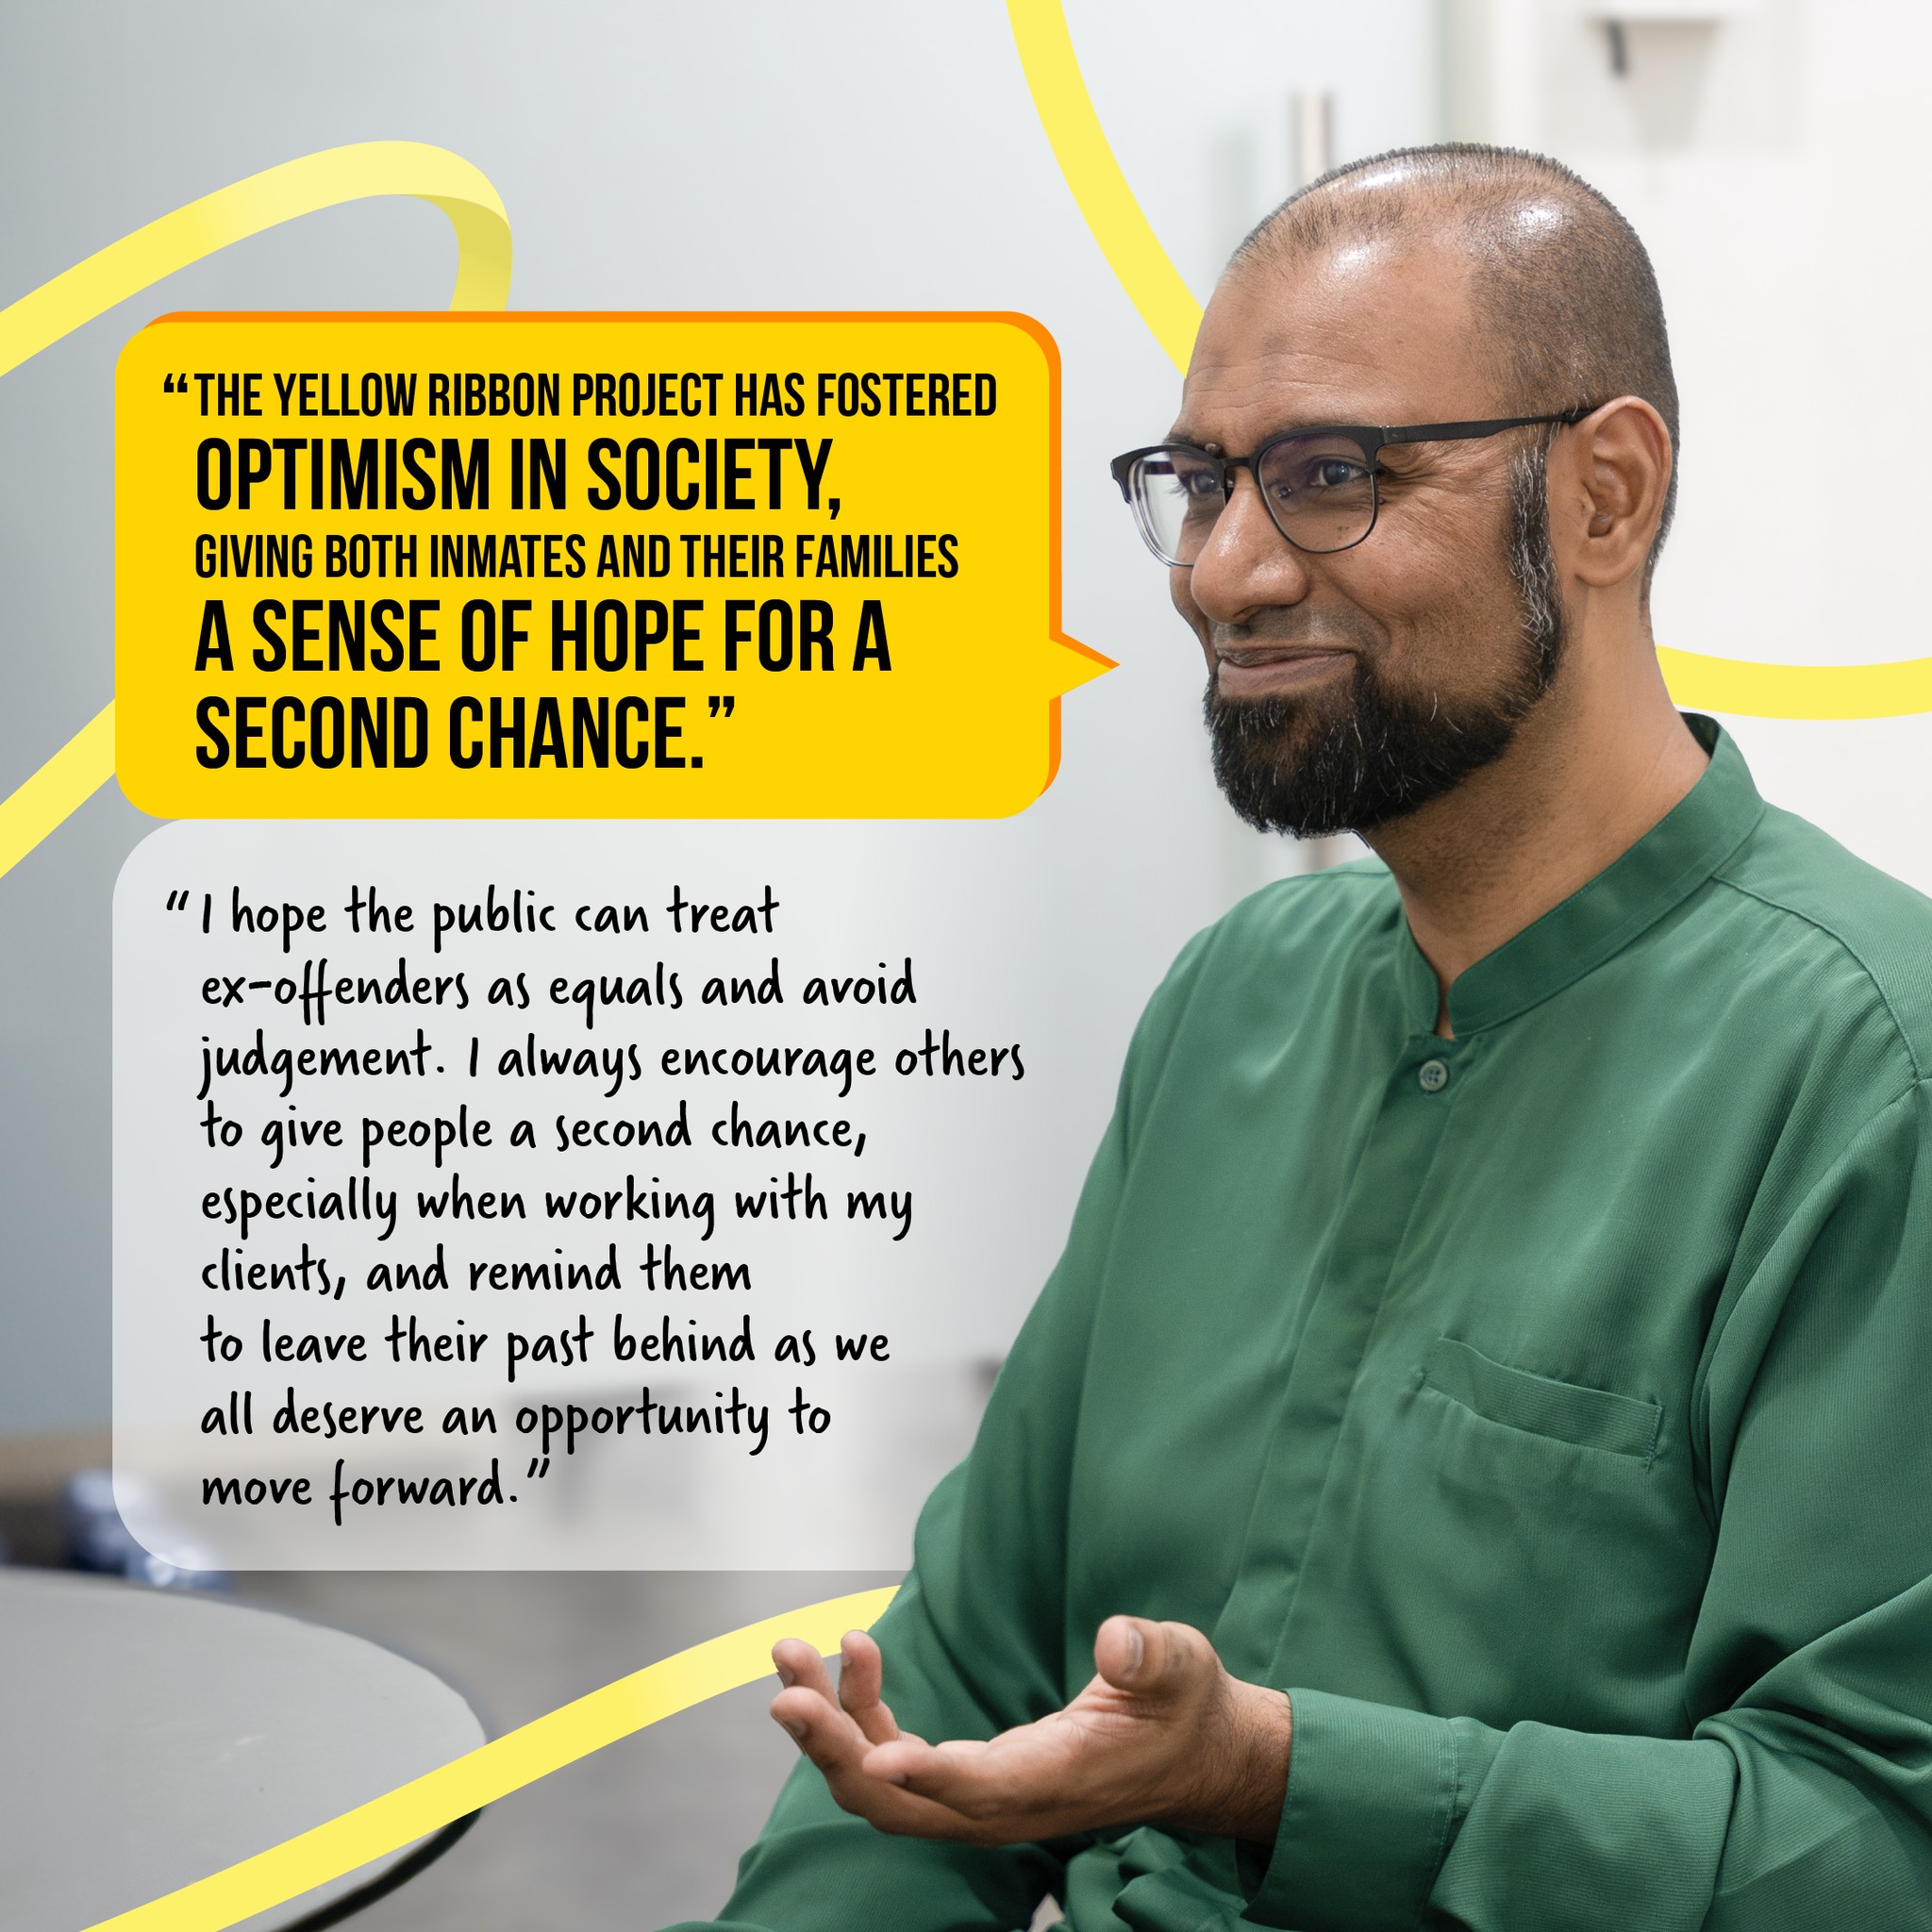 “THE YELLOW RIBBON PROJECT HAS FOSTERED
OPTIMISM IN SOCIETY,
GIVING BOTH INMATES AND THEIR FAMILIES
A SENSE OF HOPE FOR A
SECOND CHANCE.”
“I hope the public can treat
ex-offenders as equals and avoid
judgement. I always encourage others
to give people a second chance,
especially when working with my
clients, and remind them
to leave their past behind as we
all deserve an opportunity to
move forward.”